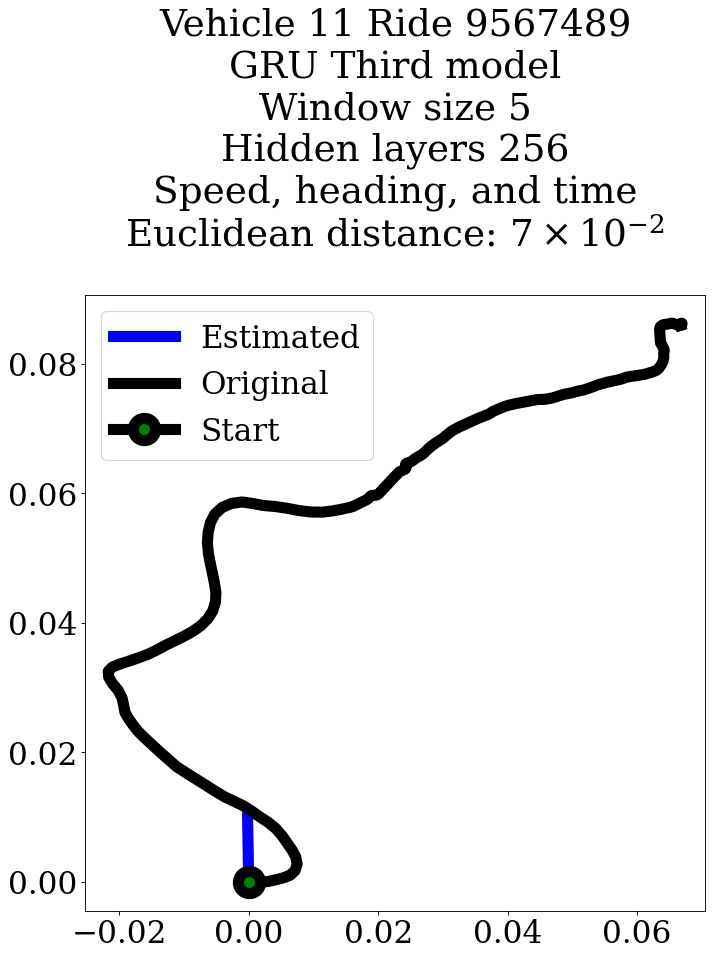 Vehicle 11 Ride 9567489
GRU Third model
Window size 5
Hidden layers 256
Speed, heading, and time
Euclidean distance: 7 × 10⁻²
Estimated
Original
Start
0.08
0.06
0.04
0.02
0.00
−0.02 0.00 0.02 0.04 0.06